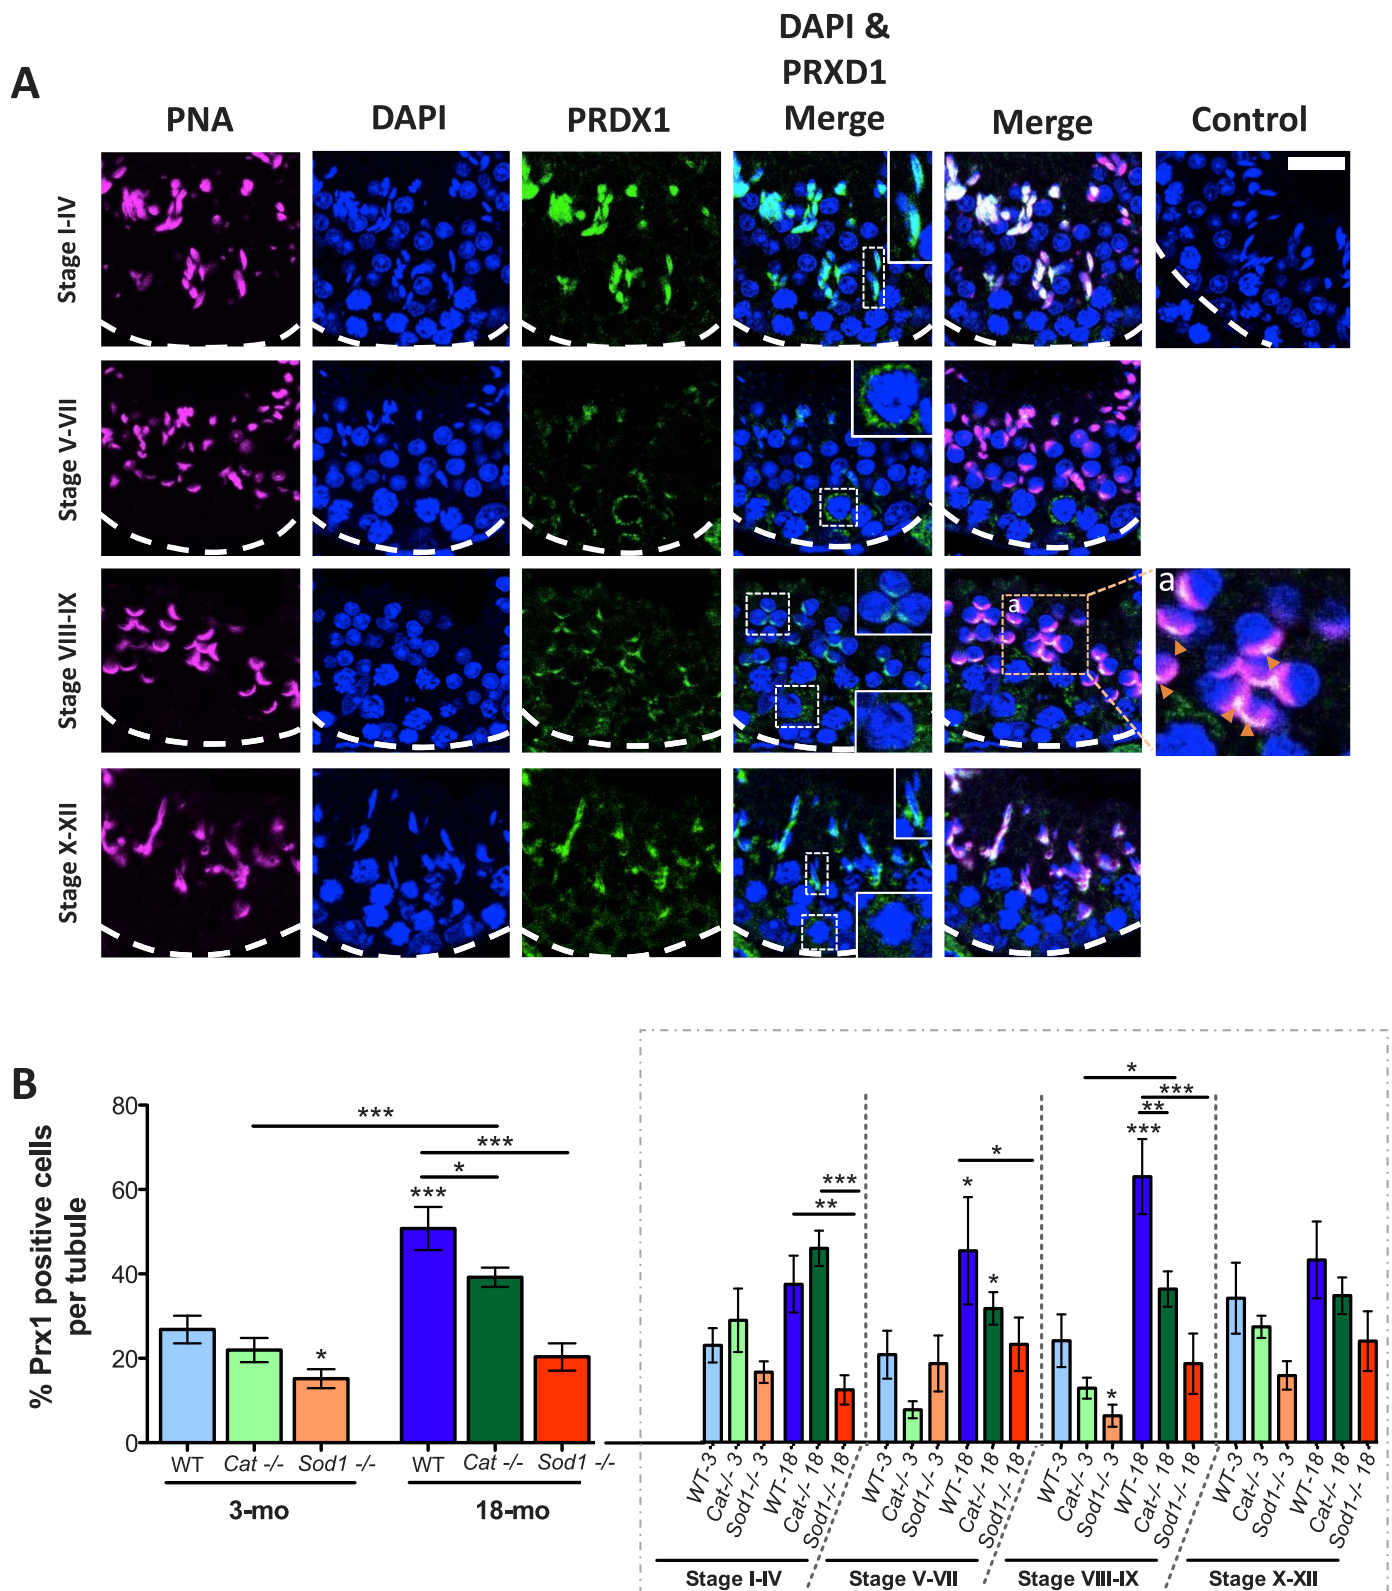 A
PNA
DAPI
PRDX1
DAPI &
PRXD1
Merge
Merge
Control
Stage I-IV
Stage V-VII
Stage VIII-IX
a
a
Stage X-XII
B
% Prx1 positive cells
per tubule
80
60
40
20
0
***
***
*
***
*
WT
Cat -/-
Sod1 -/-
WT
Cat -/-
Sod1 -/-
3-mo
18-mo
***
**
*
*
*
*
***
**
***
*
WT-3
Cat-/- 3
Sod1-/- 3
WT-18
Cat-/- 18
Sod1-/- 18
WT-3
Cat-/- 3
Sod1-/- 3
WT-18
Cat-/- 18
Sod1-/- 18
WT-3
Cat-/- 3
Sod1-/- 3
WT-18
Cat-/- 18
Sod1-/- 18
WT-3
Cat-/- 3
Sod1-/- 3
WT-18
Cat-/- 18
Sod1-/- 18
Stage I-IV
Stage V-VII
Stage VIII-IX
Stage X-XII